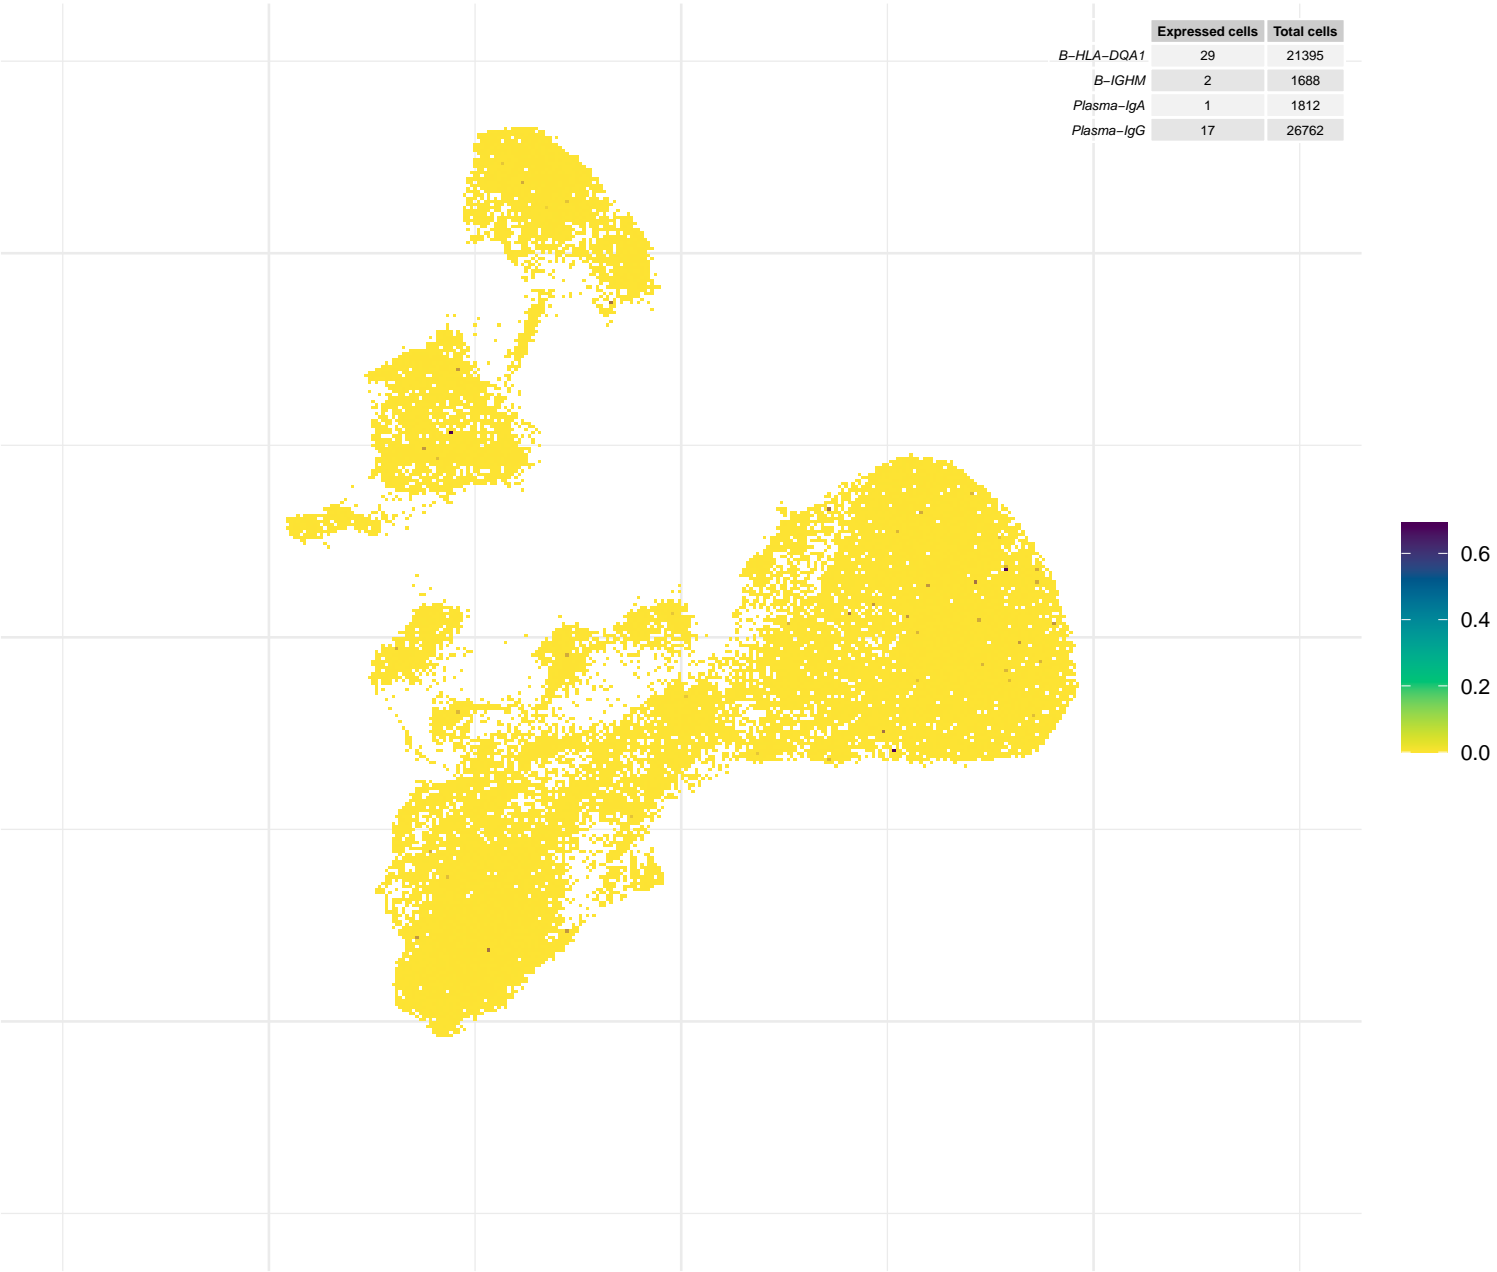 Expressed cells Total cells
B−HLA−DQA1 29 21395
B−IGHM 2 1688
Plasma−IgA 1 1812
Plasma−IgG 17 26762
0.6
0.4
0.2
0.0